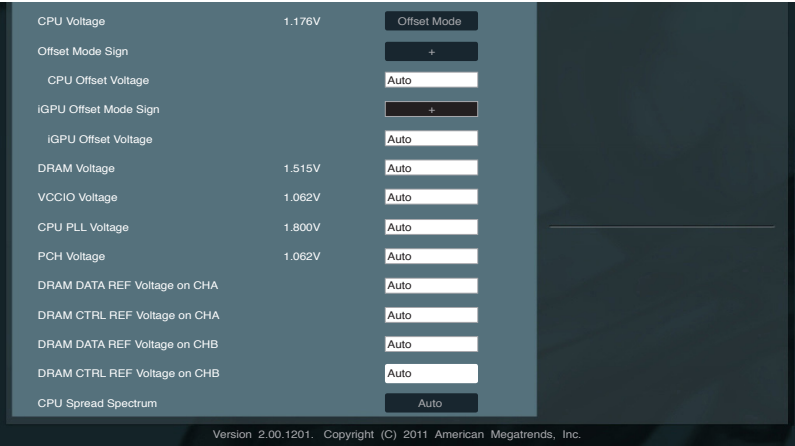 CPU Voltage 1.176V Offset Mode
Offset Mode Sign +
CPU Offset Voltage Auto
iGPU Offset Mode Sign +
iGPU Offset Voltage Auto
DRAM Voltage 1.515V Auto
VCCIO Voltage 1.062V Auto
CPU PLL Voltage 1.800V Auto
PCH Voltage 1.062V Auto
DRAM DATA REF Voltage on CHA Auto
DRAM CTRL REF Voltage on CHA Auto
DRAM DATA REF Voltage on CHB Auto
DRAM CTRL REF Voltage on CHB Auto
CPU Spread Spectrum Auto
Version 2.00.1201. Copyright (C) 2011 American Megatrends, Inc.